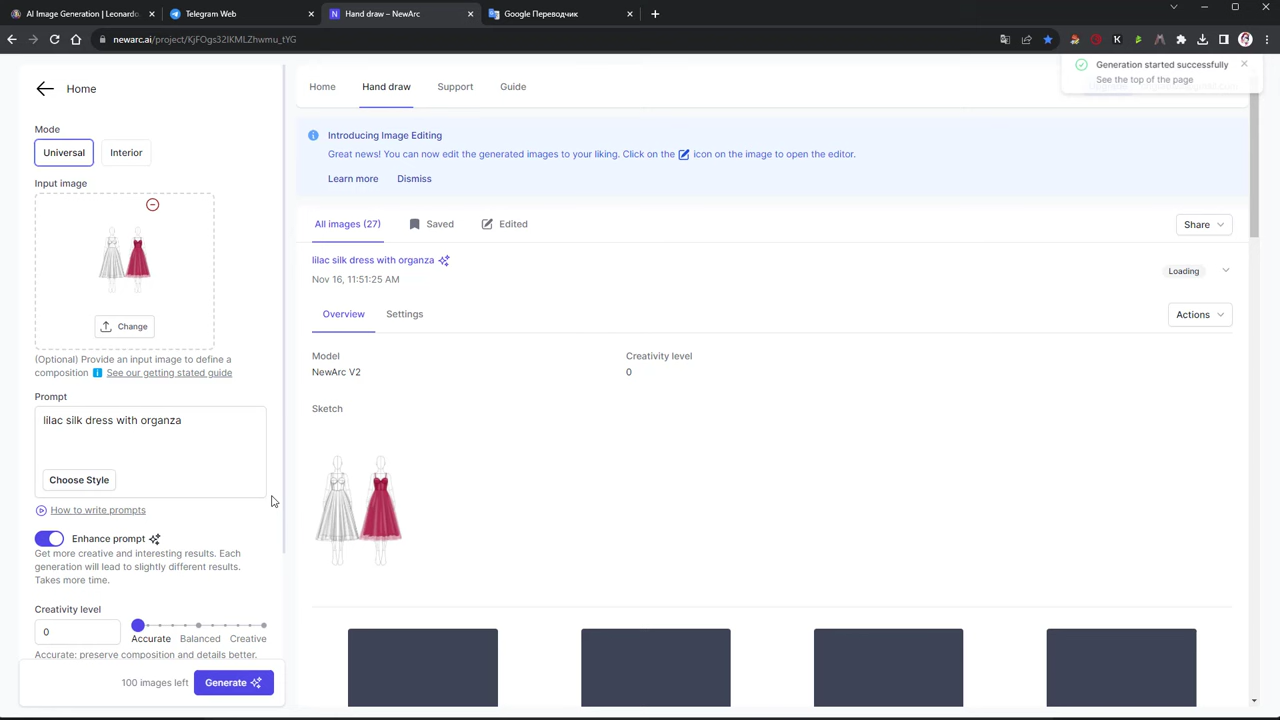 AI Image Generation | Leonardo.
Telegram Web
Hand draw – NewArc
Google Переводчик
newarc.ai/project/KjFOgs32IKMLZhwmu_tYG
Generation started successfully
See the top of the page
Home
Home
Hand draw
Support
Guide
Mode
Universal
Interior
Input image
Change
(Optional) Provide an input image to define a
composition
See our getting stated guide
Prompt
lilac silk dress with organza
Choose Style
How to write prompts
Enhance prompt
Get more creative and interesting results. Each
generation will lead to slightly different results.
Takes more time.
Creativity level
0
Accurate
Balanced
Creative
Accurate: preserve composition and details better.
100 images left
Generate
Introducing Image Editing
Great news! You can now edit the generated images to your liking. Click on the icon on the image to open the editor.
Learn more
Dismiss
All images (27)
Saved
Edited
Share
lilac silk dress with organza
Nov 16, 11:51:25 AM
Loading
Overview
Settings
Actions
Model
Creativity level
NewArc V2
0
Sketch